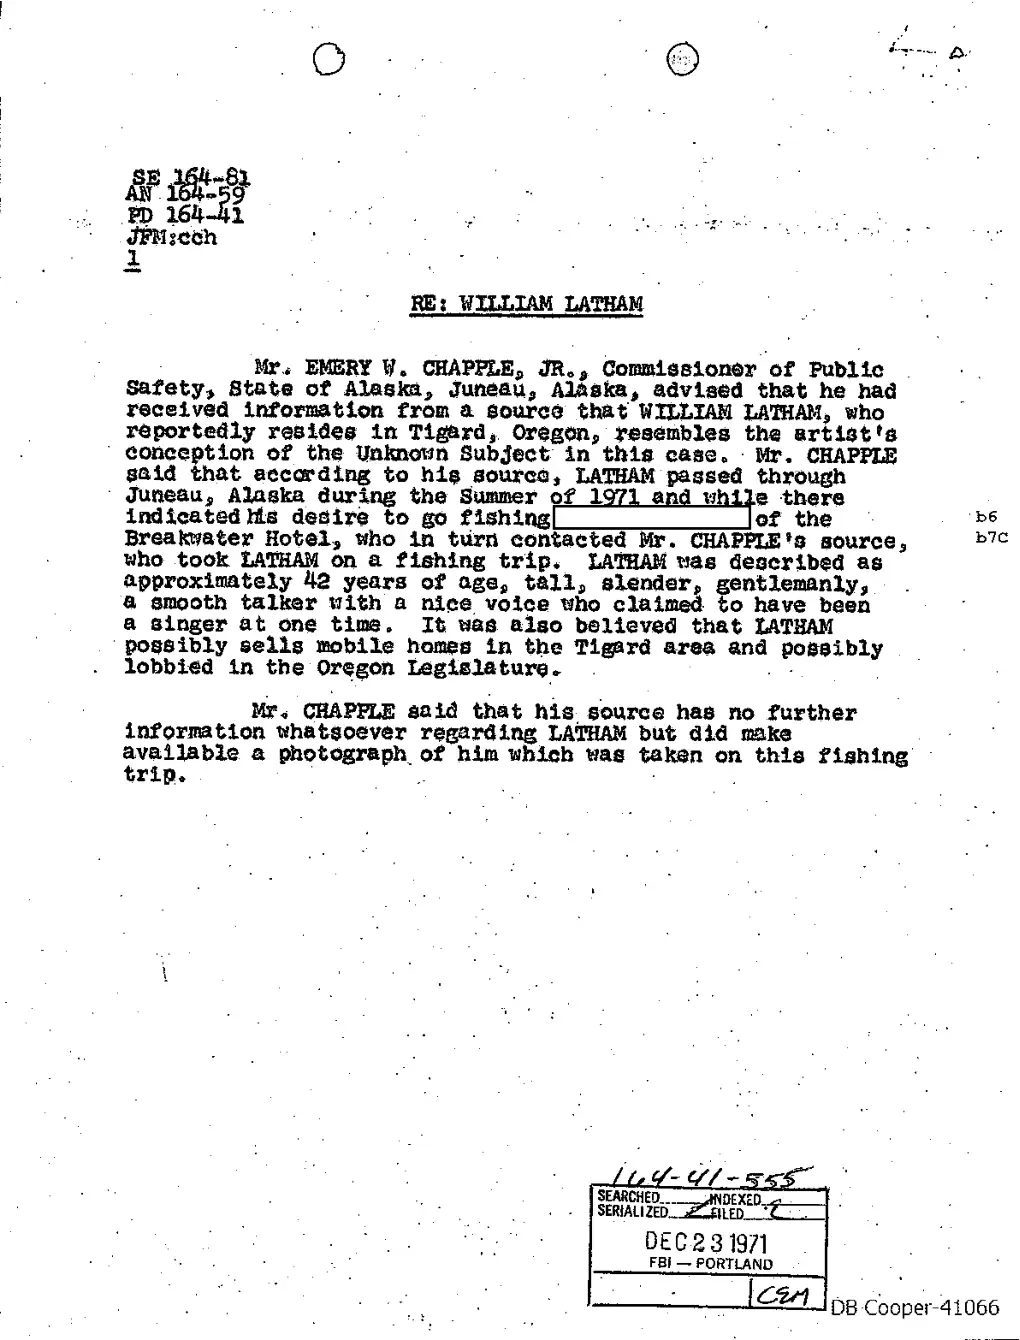 SE 164-81
AN 164-59
PD 164-41
JFM:cch
1
RE: WILLIAM LATHAM
Mr. EMERY W. CHAPPLE, JR., Commissioner of Public
Safety, State of Alaska, Juneau, Alaska, advised that he had
received information from a source that WILLIAM LATHAM, who
reportedly resides in Tigard, Oregon, resembles the artist's
conception of the Unknown Subject in this case. Mr. CHAPPLE
said that according to his source, LATHAM passed through
Juneau, Alaska during the Summer of 1971 and while there
indicated his desire to go fishing of the
b6
Breakwater Hotel, who in turn contacted Mr. CHAPPLE's source,
b7C
who took LATHAM on a fishing trip. LATHAM was described as
approximately 42 years of age, tall, slender, gentlemanly,
a smooth talker with a nice voice who claimed to have been
a singer at one time. It was also believed that LATHAM
possibly sells mobile homes in the Tigard area and possibly
lobbied in the Oregon Legislature.
Mr. CHAPPLE said that his source has no further
information whatsoever regarding LATHAM but did make
available a photograph of him which was taken on this fishing
trip.
164-41-555
SEARCHED INDEXED
SERIALIZED FILED
DEC 23 1971
FBI — PORTLAND
CEM
DB Cooper-41066